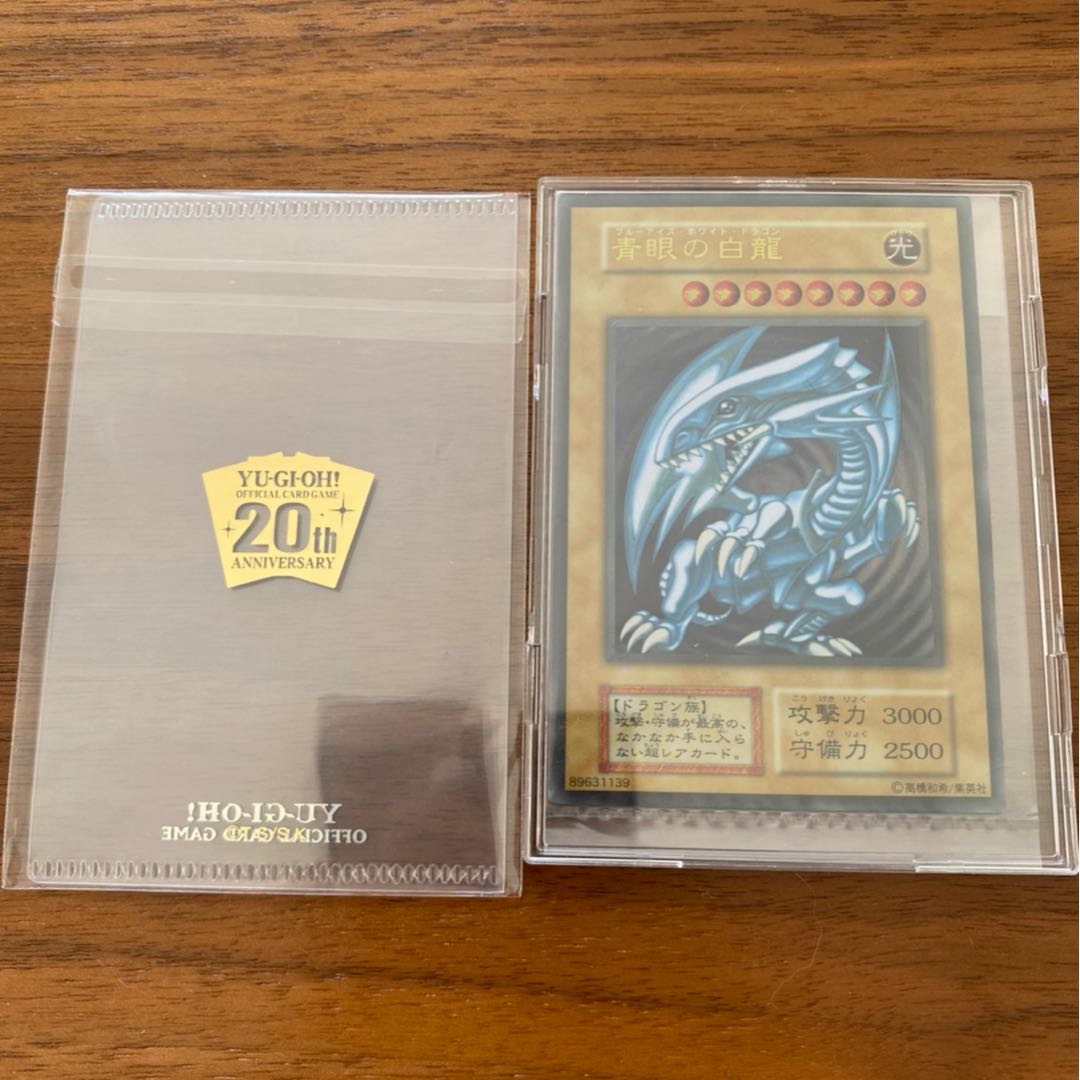 YU-GI-OH!
OFFICIAL CARD GAME
20th
ANNIVERSARY
YU-GI-OH!
OFFICIAL CARD GAME
ブルーアイズ・ホワイト・ドラゴン
青眼の白龍
光
【ドラゴン族】
攻撃・守備が最高の、
なかなか手に入ら
ない超レアカード。
こう げき りょく
攻撃力 3000
しゅ び りょく
守備力 2500
89631139
©高橋和希/集英社